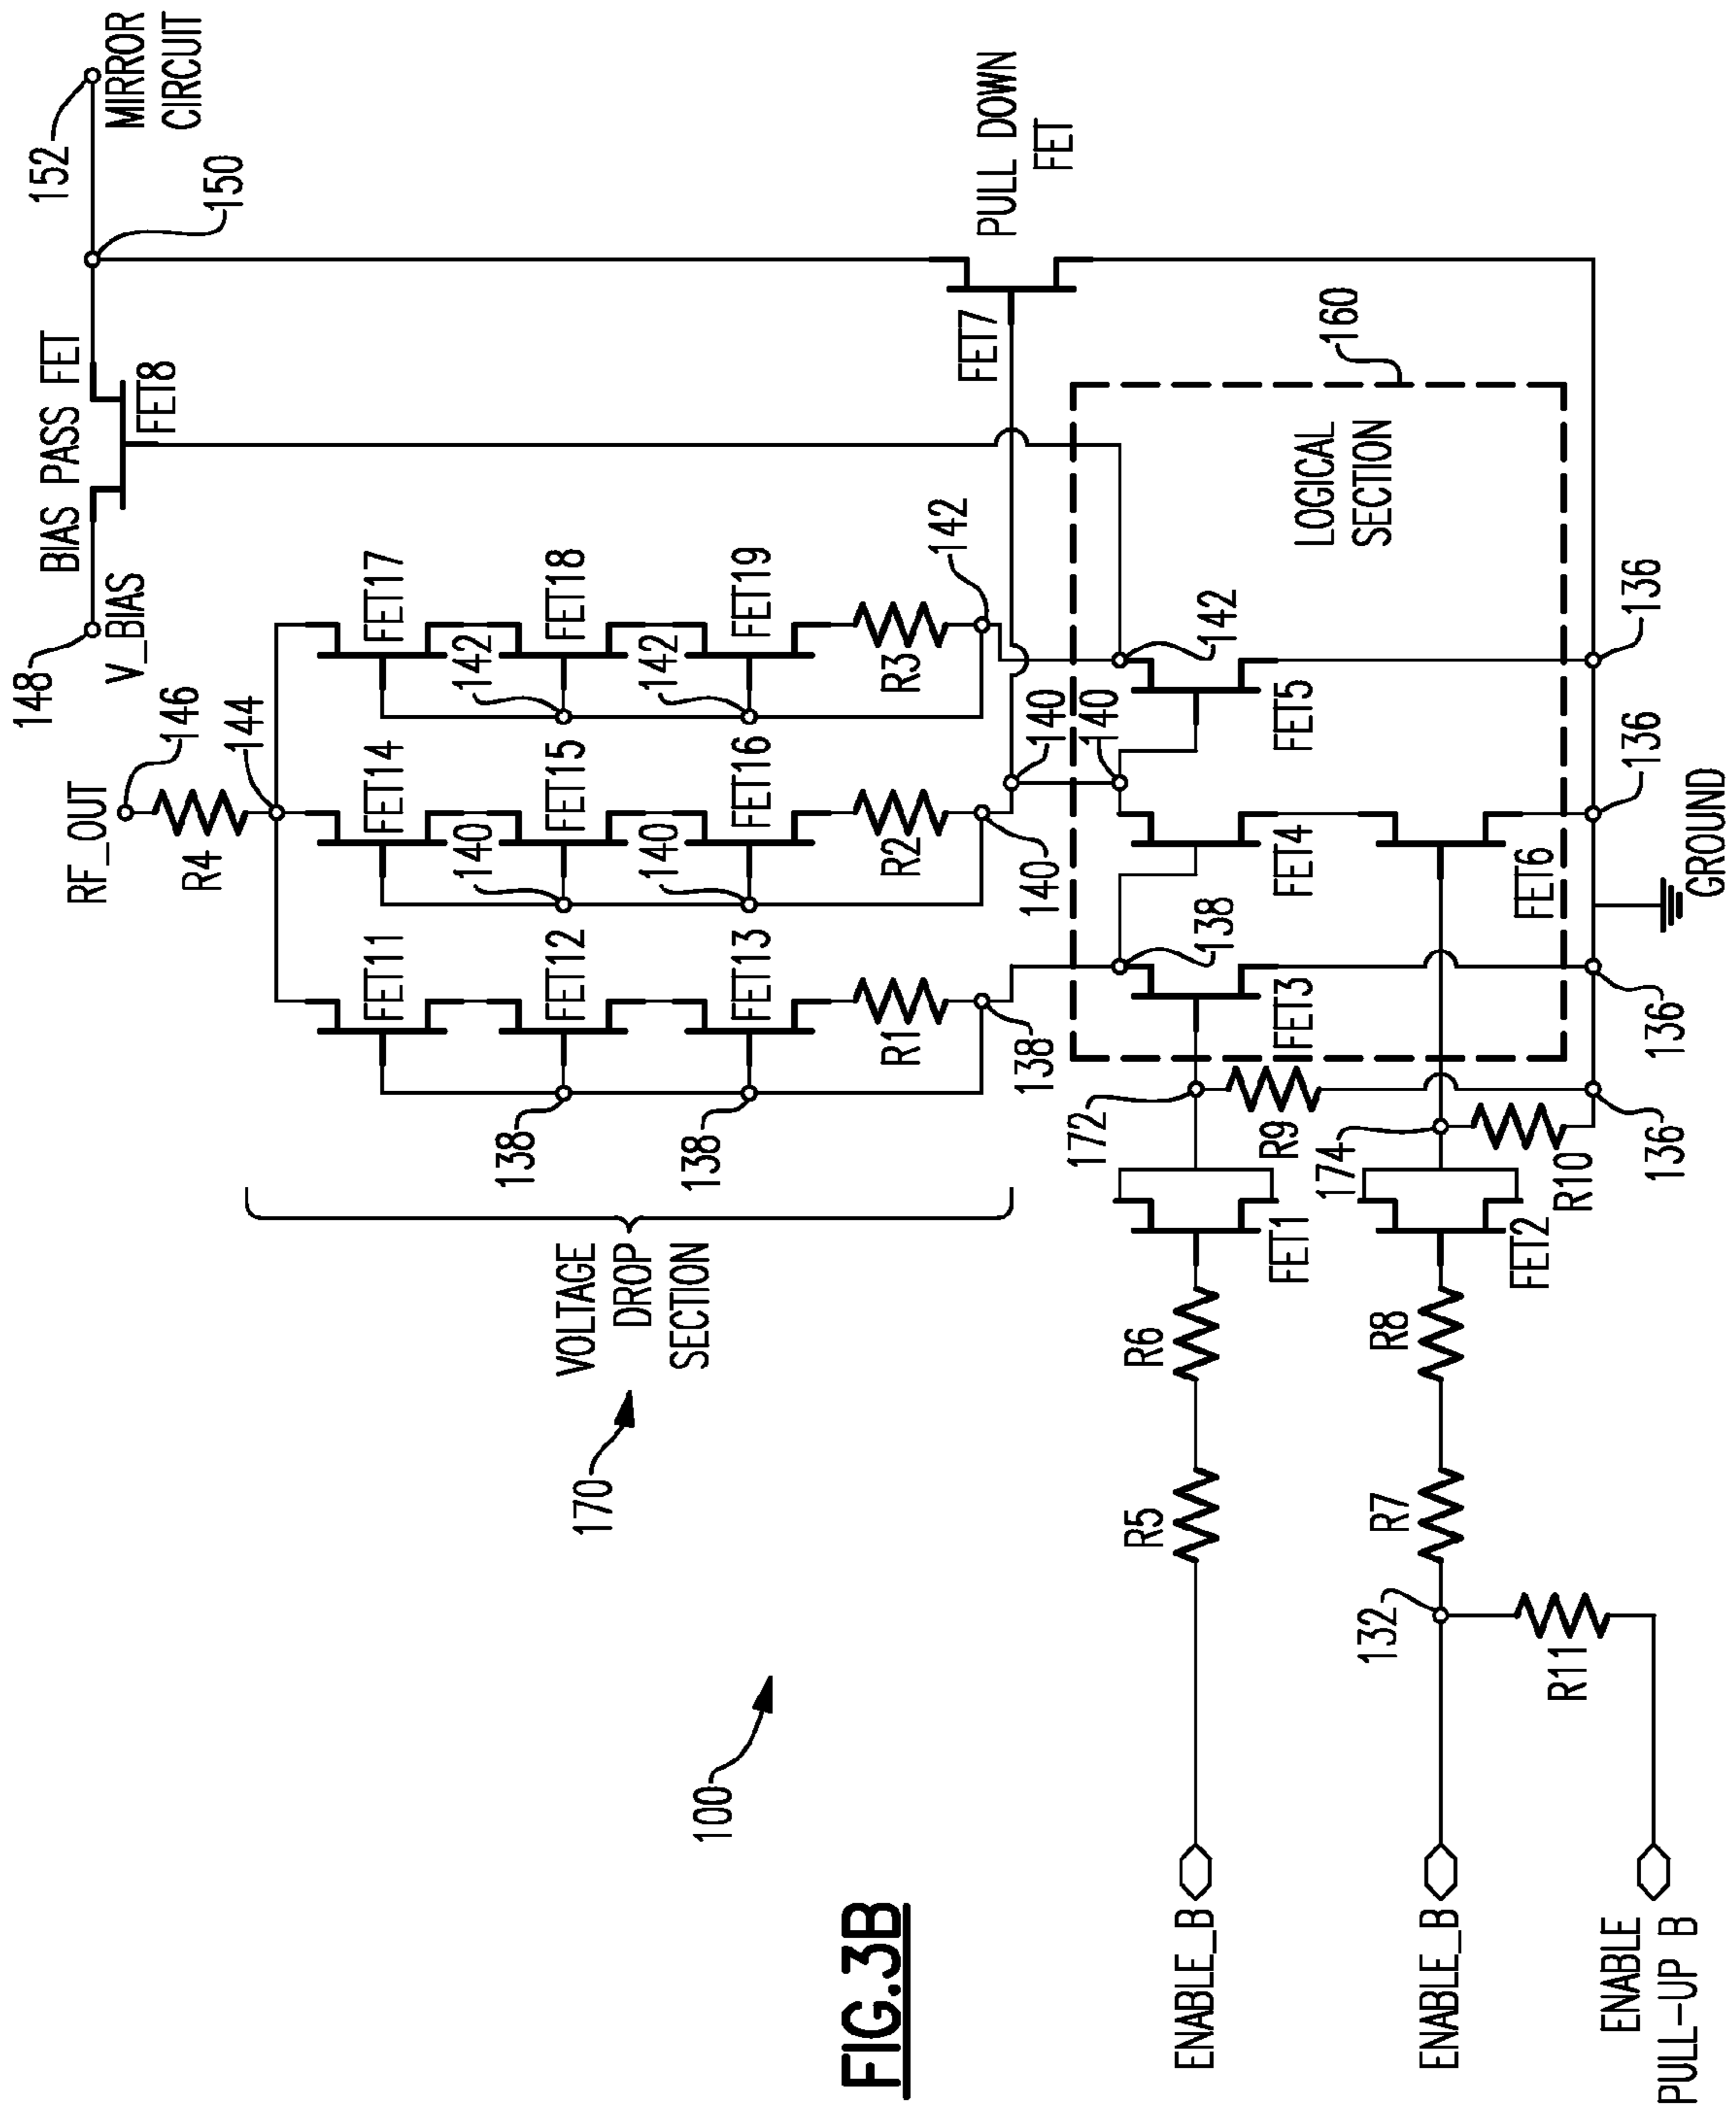 MIRROR
CIRCUIT
152
150
BIAS PASS FET
FET8
148
V_BIAS
RF_OUT
146
R4
144
FET11
FET12
FET13
R1
138
138
138
FET14
FET15
FET16
R2
140
140
140
FET17
FET18
FET19
R3
142
142
142
VOLTAGE
DROP
SECTION
170
PULL DOWN
FET
FET7
160
LOGICAL
SECTION
140
140
142
138
FET3
FET4
FET5
FET6
136
136
136
136
GROUND
172
R9
174
R10
FET1
FET2
R6
R8
R5
R7
132
R11
100
ENABLE_B
ENABLE_B
ENABLE
PULL-UP B
FIG.3B